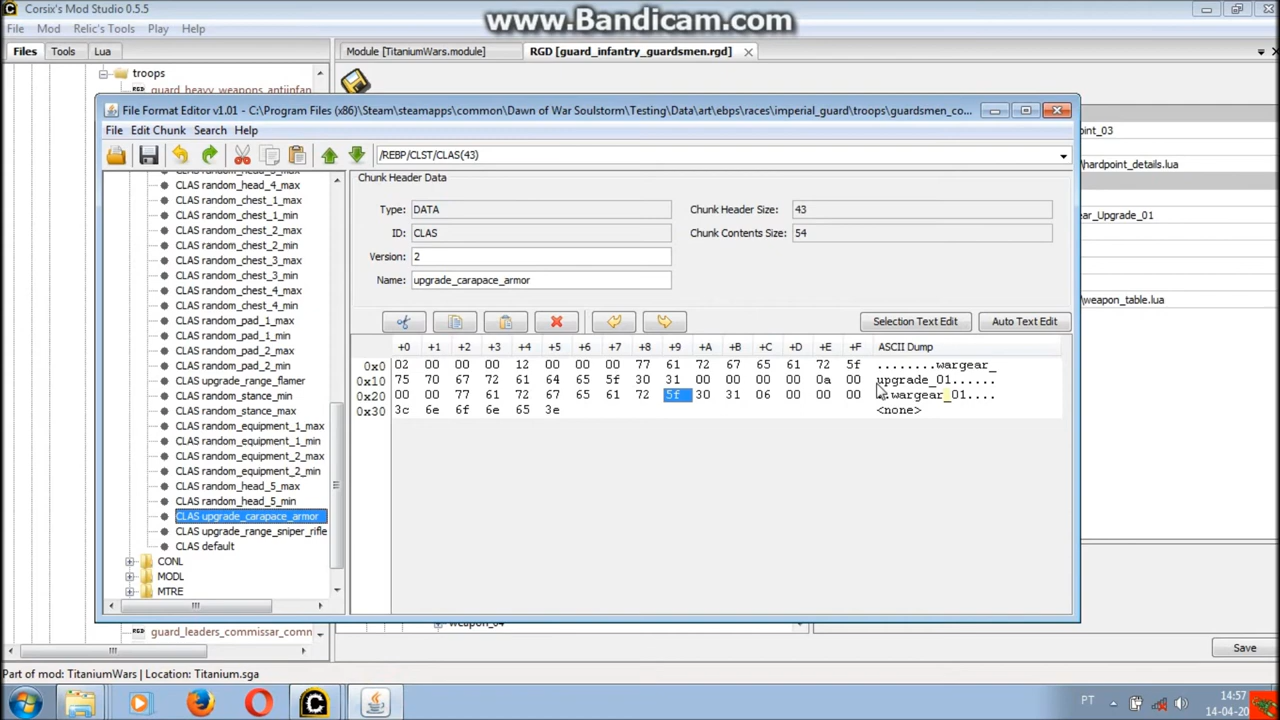 Corsix's Mod Studio 0.5.5
www.Bandicam.com
File Mod Relic's Tools Play Help
Files Tools Lua
Module [TitaniumWars.module] RGD [guard_infantry_guardsmen.rgd]
troops
guard_heavy_weapons_antiinfan
File Format Editor v1.01 - C:\Program Files (x86)\Steam\steamapps\common\Dawn of War Soulstorm\Testing\Data\art\ebps\races\imperial_guard\troops\guardsmen_co...
File Edit Chunk Search Help
/REBP/CLST/CLAS(43)
Chunk Header Data
Type: DATA Chunk Header Size: 43
ID: CLAS Chunk Contents Size: 54
Version: 2
Name: upgrade_carapace_armor
Selection Text Edit Auto Text Edit
+0 +1 +2 +3 +4 +5 +6 +7 +8 +9 +A +B +C +D +E +F ASCII Dump
0x0 02 00 00 00 12 00 00 00 77 61 72 67 65 61 72 5f ........wargear_
0x10 75 70 67 72 61 64 65 5f 30 31 00 00 00 00 0a 00 upgrade_01......
0x20 00 00 77 61 72 67 65 61 72 5f 30 31 06 00 00 00 ..wargear_01....
0x30 3c 6e 6f 6e 65 3e <none>
CLAS random_head_4_max
CLAS random_chest_1_max
CLAS random_chest_1_min
CLAS random_chest_2_max
CLAS random_chest_2_min
CLAS random_chest_3_max
CLAS random_chest_3_min
CLAS random_chest_4_max
CLAS random_chest_4_min
CLAS random_pad_1_max
CLAS random_pad_1_min
CLAS random_pad_2_max
CLAS random_pad_2_min
CLAS upgrade_range_flamer
CLAS random_stance_min
CLAS random_stance_max
CLAS random_equipment_1_max
CLAS random_equipment_1_min
CLAS random_equipment_2_max
CLAS random_equipment_2_min
CLAS random_head_5_max
CLAS random_head_5_min
CLAS upgrade_carapace_armor
CLAS upgrade_range_sniper_rifle
CLAS default
CONL
MODL
MTRE
oint_03
\hardpoint_details.lua
gear_Upgrade_01
\weapon_table.lua
guard_leaders_commissar_comn
weapon_04
Save
Part of mod: TitaniumWars | Location: Titanium.sga
PT
14:57
14-04-20